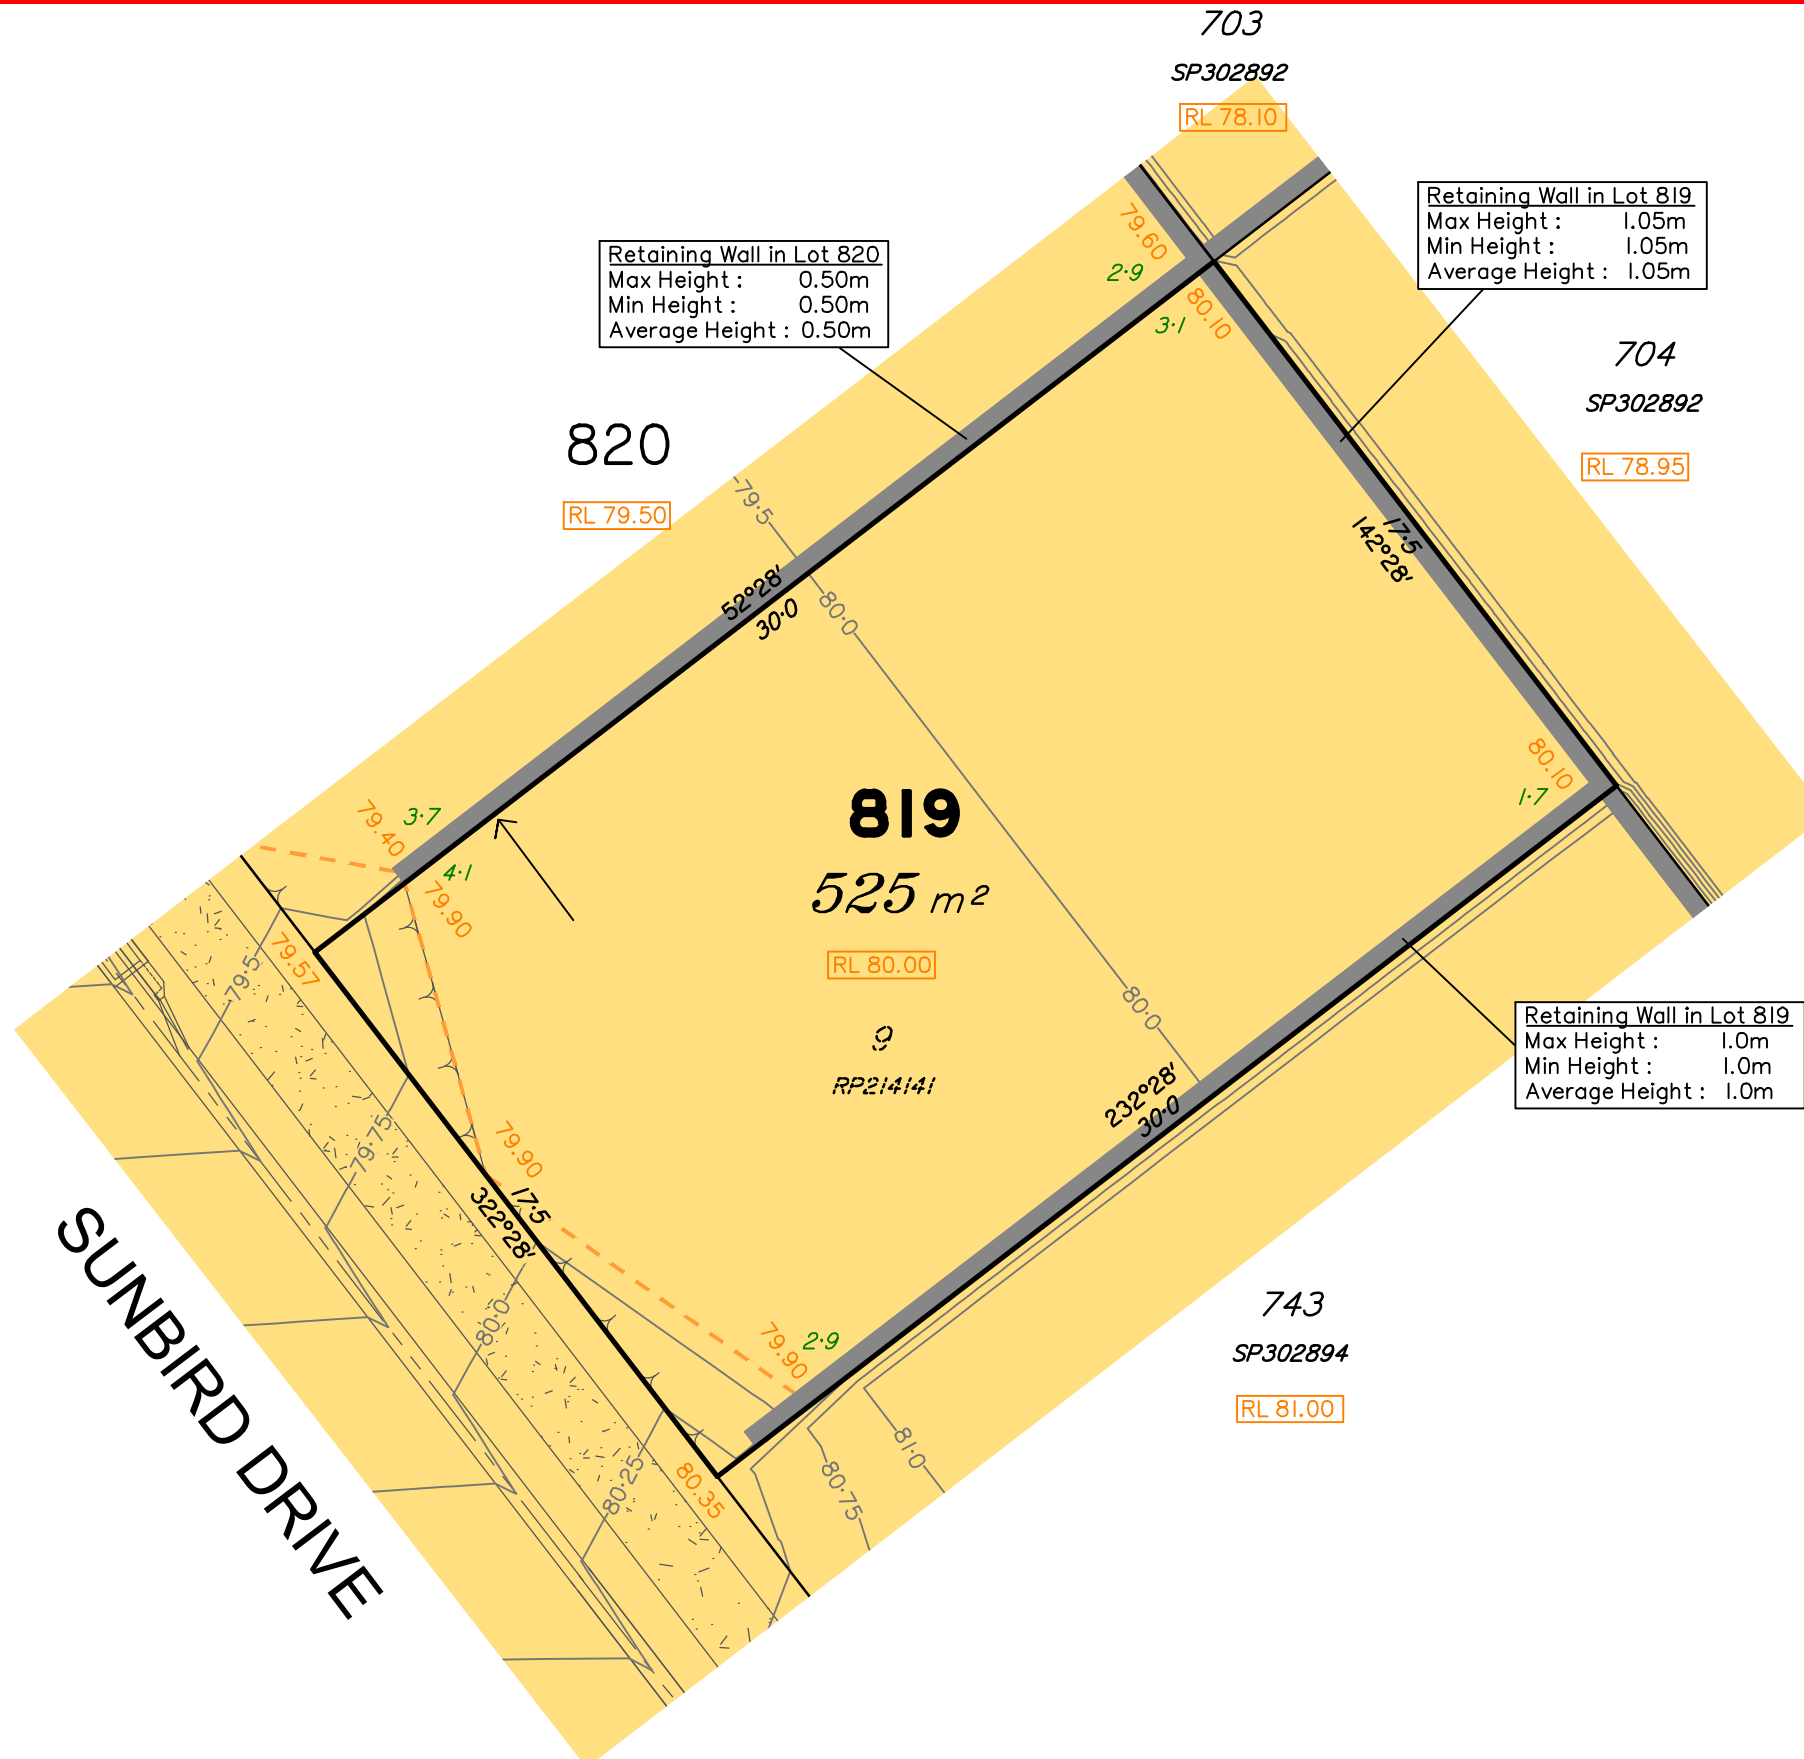 703
SP302892
RL 78.10
Retaining Wall in Lot 819
Max Height : 1.05m
Min Height : 1.05m
Average Height : 1.05m
79.60
2·9
Retaining Wall in Lot 820
Max Height : 0.50m
Min Height : 0.50m
Average Height : 0.50m
80.10
3·1
704
SP302892
RL 78.95
820
RL 79.50
79·5
17·5
142°28'
52°28'
30·0
80·0
80.10
1·7
819
525 m²
RL 80.00
9
RP214141
79.40
3·7
4·1
79.90
79.57
79·5
80·0
Retaining Wall in Lot 819
Max Height : 1.0m
Min Height : 1.0m
Average Height : 1.0m
232°28'
30·0
79·75
79.90
17·5
322°28'
SUNBIRD DRIVE
80·0
79.90
2·9
743
SP302894
RL 81.00
81·0
80·75
80·25
80.35